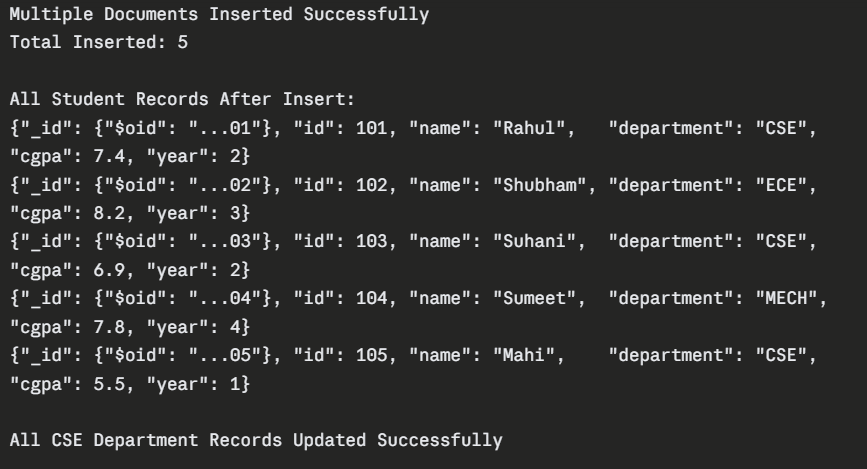 Multiple Documents Inserted Successfully
Total Inserted: 5
All Student Records After Insert:
{"_id": {"$oid": "...01"}, "id": 101, "name": "Rahul",   "department": "CSE",
"cgpa": 7.4, "year": 2}
{"_id": {"$oid": "...02"}, "id": 102, "name": "Shubham", "department": "ECE",
"cgpa": 8.2, "year": 3}
{"_id": {"$oid": "...03"}, "id": 103, "name": "Suhani",  "department": "CSE",
"cgpa": 6.9, "year": 2}
{"_id": {"$oid": "...04"}, "id": 104, "name": "Sumeet",  "department": "MECH",
"cgpa": 7.8, "year": 4}
{"_id": {"$oid": "...05"}, "id": 105, "name": "Mahi",    "department": "CSE",
"cgpa": 5.5, "year": 1}
All CSE Department Records Updated Successfully